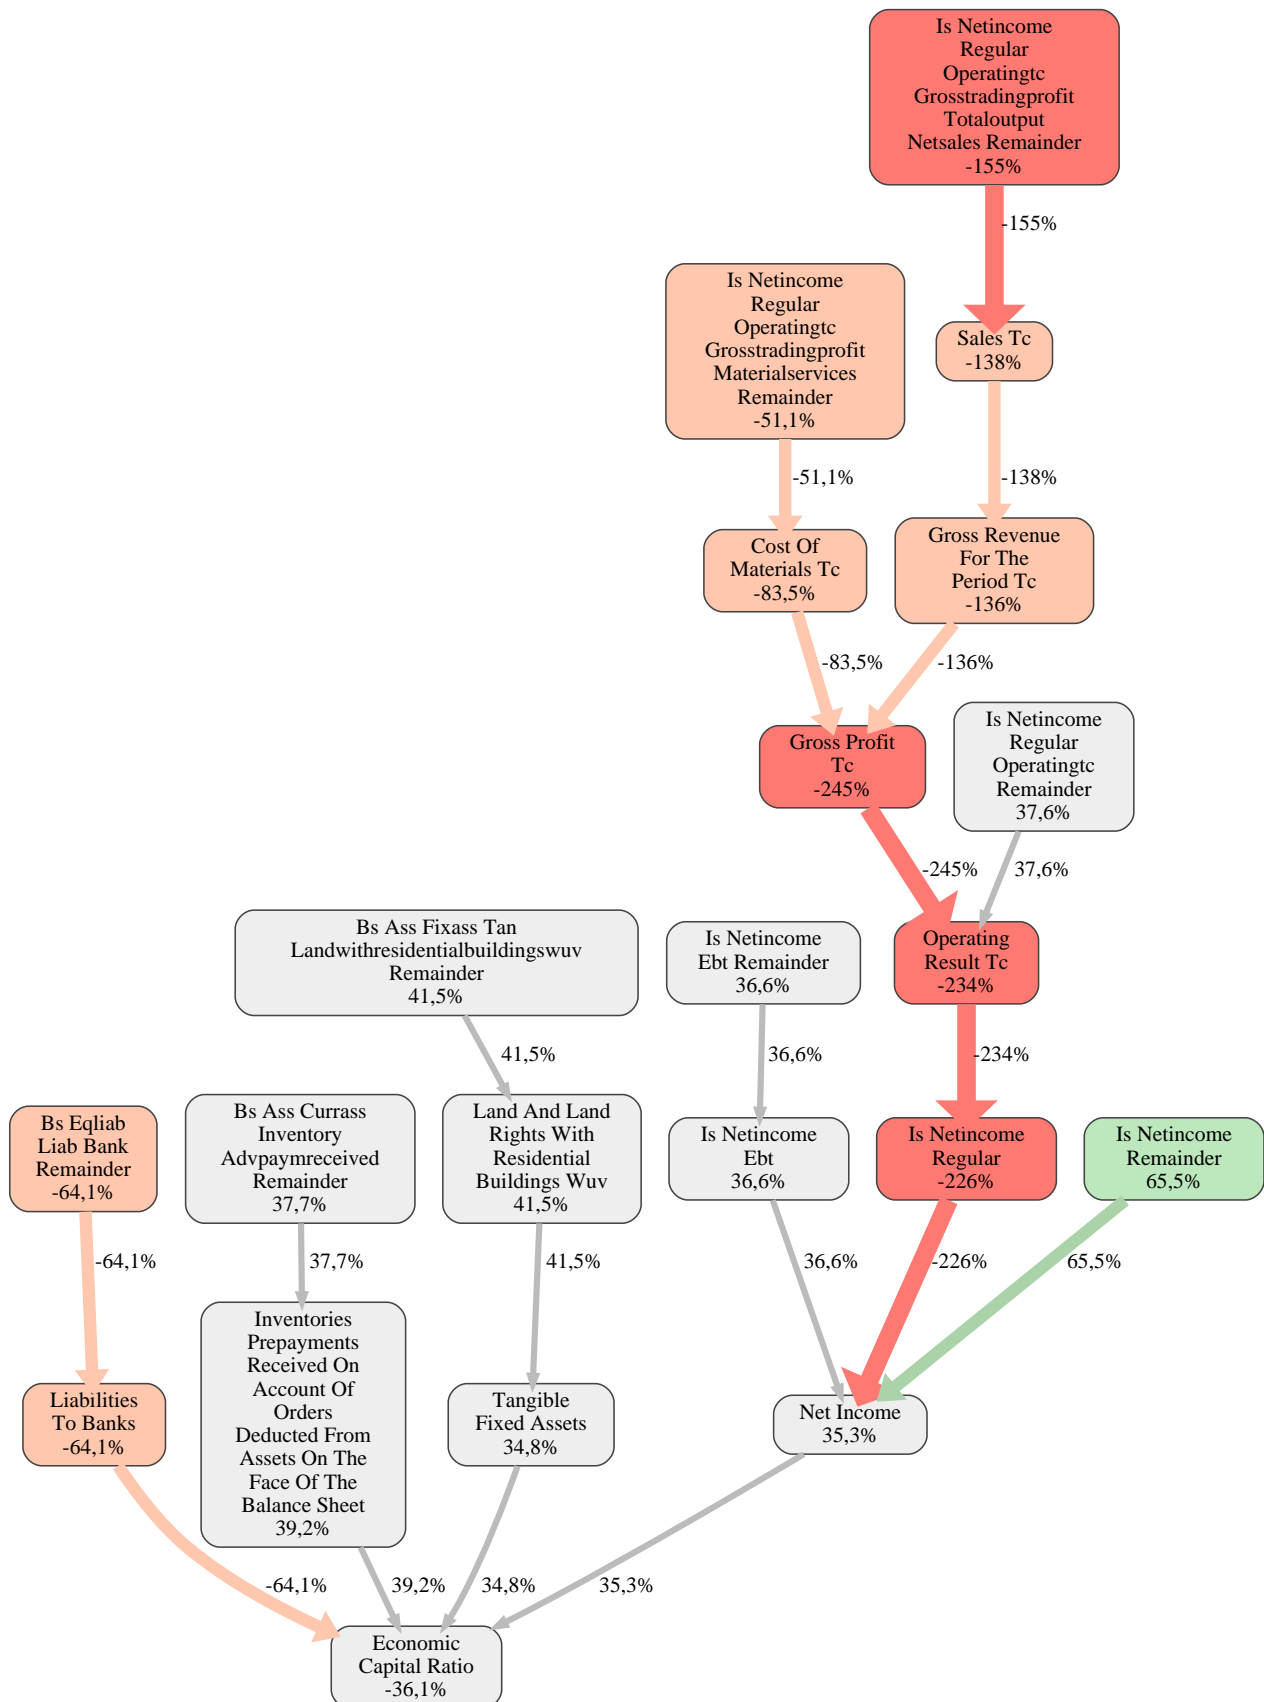 Is Netincome
Regular
Operatingtc
Grosstradingprofit
Totaloutput
Netsales Remainder
-155%
-155%
Is Netincome
Regular
Operatingtc
Grosstradingprofit
Materialservices
Remainder
-51,1%
Sales Tc
-138%
-51,1%
-138%
Cost Of
Materials Tc
-83,5%
Gross Revenue
For The
Period Tc
-136%
-83,5%
-136%
Gross Profit
Tc
-245%
Is Netincome
Regular
Operatingtc
Remainder
37,6%
-245%
37,6%
Bs Ass Fixass Tan
Landwithresidentialbuildingswuv
Remainder
41,5%
Is Netincome
Ebt Remainder
36,6%
Operating
Result Tc
-234%
41,5%
36,6%
-234%
Bs Eqliab
Liab Bank
Remainder
-64,1%
Bs Ass Currass
Inventory
Advpaymreceived
Remainder
37,7%
Land And Land
Rights With
Residential
Buildings Wuv
41,5%
Is Netincome
Ebt
36,6%
Is Netincome
Regular
-226%
Is Netincome
Remainder
65,5%
-64,1%
37,7%
41,5%
36,6%
-226%
65,5%
Liabilities
To Banks
-64,1%
Inventories
Prepayments
Received On
Account Of
Orders
Deducted From
Assets On The
Face Of The
Balance Sheet
39,2%
Tangible
Fixed Assets
34,8%
Net Income
35,3%
-64,1%
39,2%
34,8%
35,3%
Economic
Capital Ratio
-36,1%